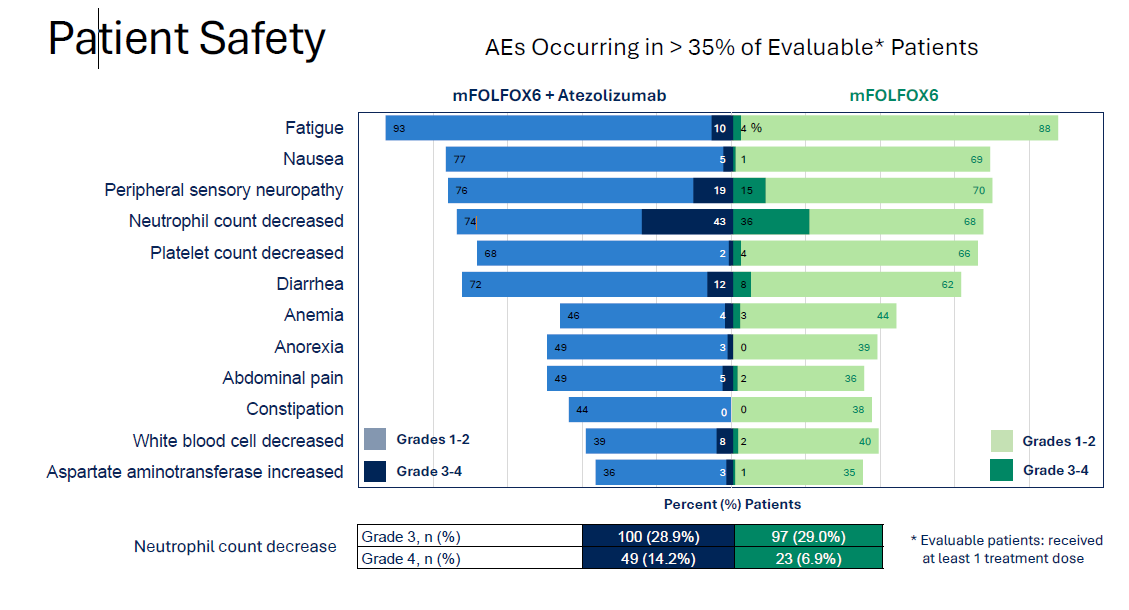 Patient Safety
AEs Occurring in > 35% of Evaluable* Patients
mFOLFOX6 + Atezolizumab mFOLFOX6
Fatigue 93 10 4 % 88
Nausea 77 5 1 69
Peripheral sensory neuropathy 76 19 15 70
Neutrophil count decreased 74 43 36 68
Platelet count decreased 68 2 4 66
Diarrhea 72 12 8 62
Anemia 46 4 3 44
Anorexia 49 3 0 39
Abdominal pain 49 5 2 36
Constipation 44 0 0 38
White blood cell decreased 39 8 2 40
Aspartate aminotransferase increased 36 3 1 35
Grades 1-2
Grade 3-4
Grades 1-2
Grade 3-4
Percent (%) Patients
Neutrophil count decrease
Grade 3, n (%) 100 (28.9%) 97 (29.0%)
Grade 4, n (%) 49 (14.2%) 23 (6.9%)
* Evaluable patients: received
at least 1 treatment dose